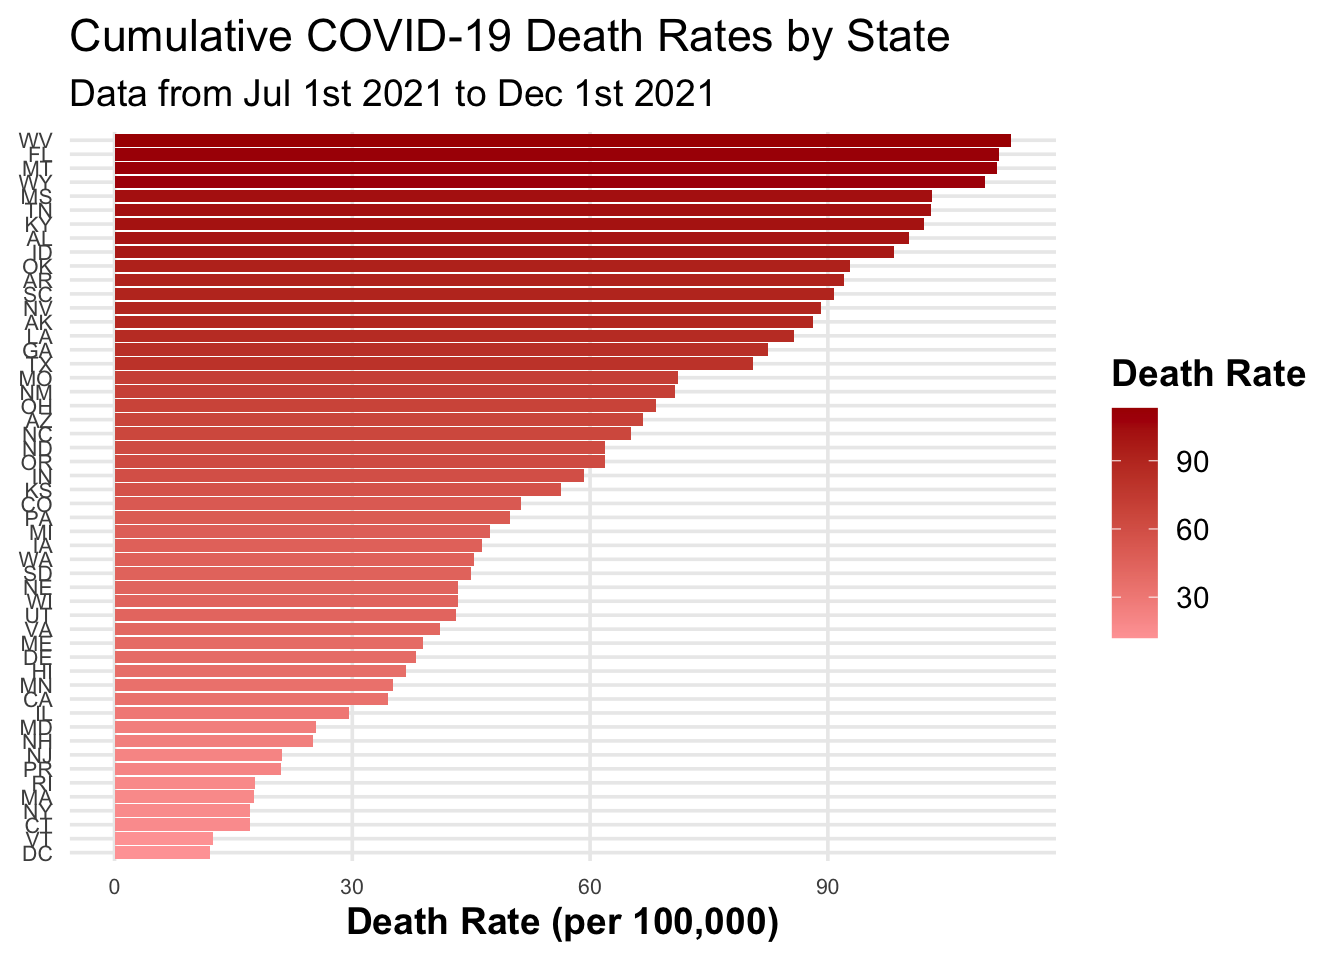 Cumulative COVID-19 Death Rates by State
Data from Jul 1st 2021 to Dec 1st 2021
WV
FL
MT
WY
MS
TN
KY
AL
ID
OK
AR
SC
NV
AK
LA
GA
TX
MO
NM
OH
AZ
NC
ND
OR
IN
KS
CO
PA
MI
IA
WA
SD
NE
WI
UT
VA
ME
DE
HI
MN
CA
IL
MD
NH
NJ
PR
RI
MA
NY
CT
VT
DC
0 30 60 90
Death Rate (per 100,000)
Death Rate
90
60
30